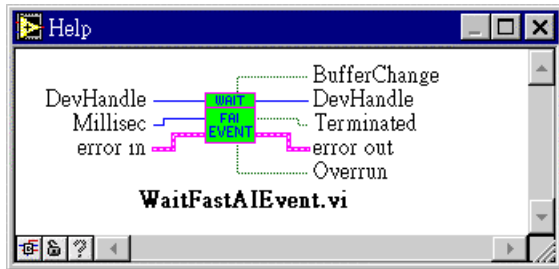 Help
BufferChange
DevHandle WAIT DevHandle
Millisec FAI Terminated
error in EVENT error out
Overrun
WaitFastAIEvent.vi
?